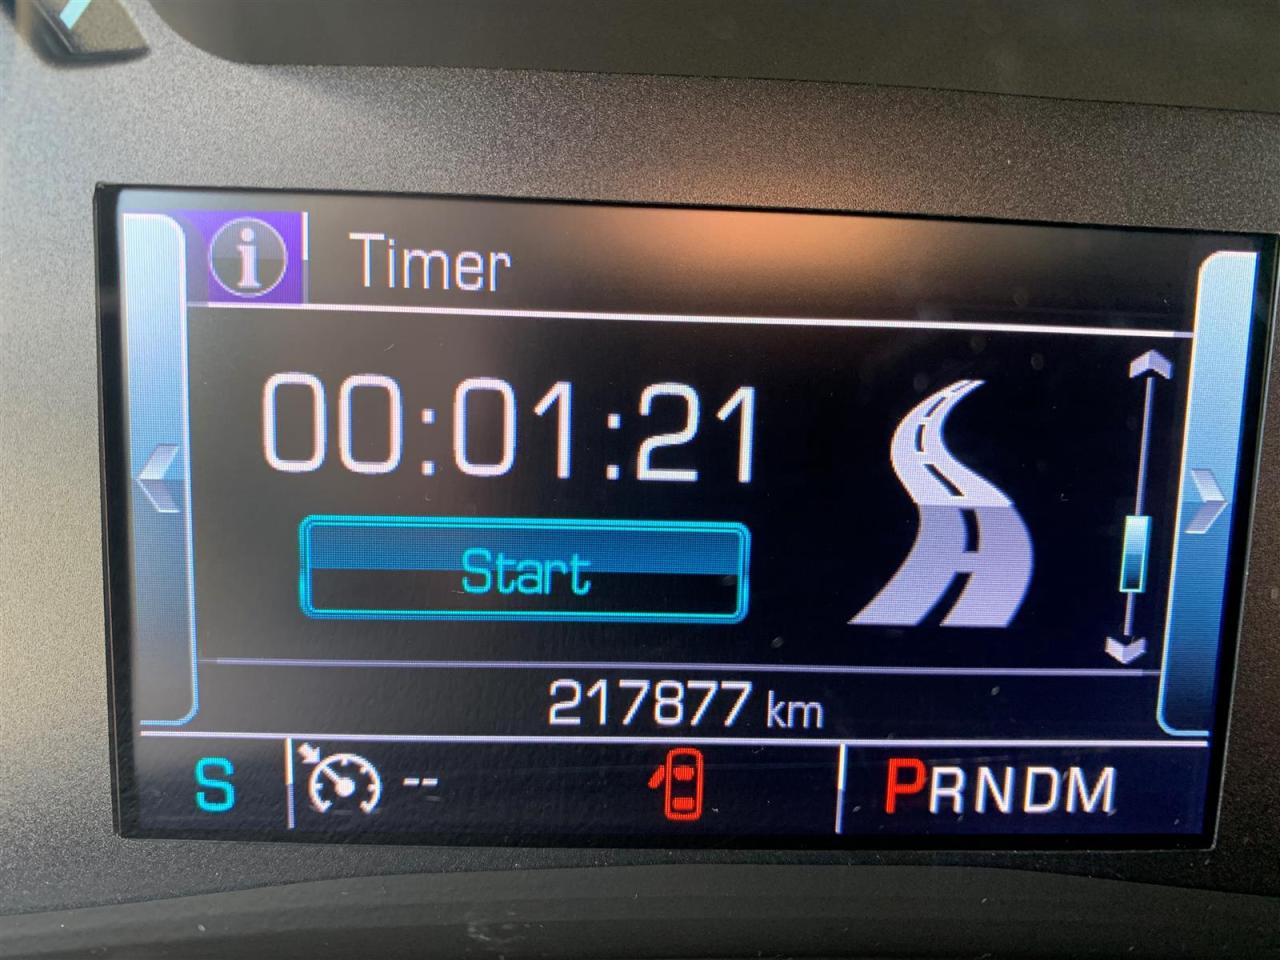 i Timer
00:01:21
Start
217877 km
S -- PRNDM